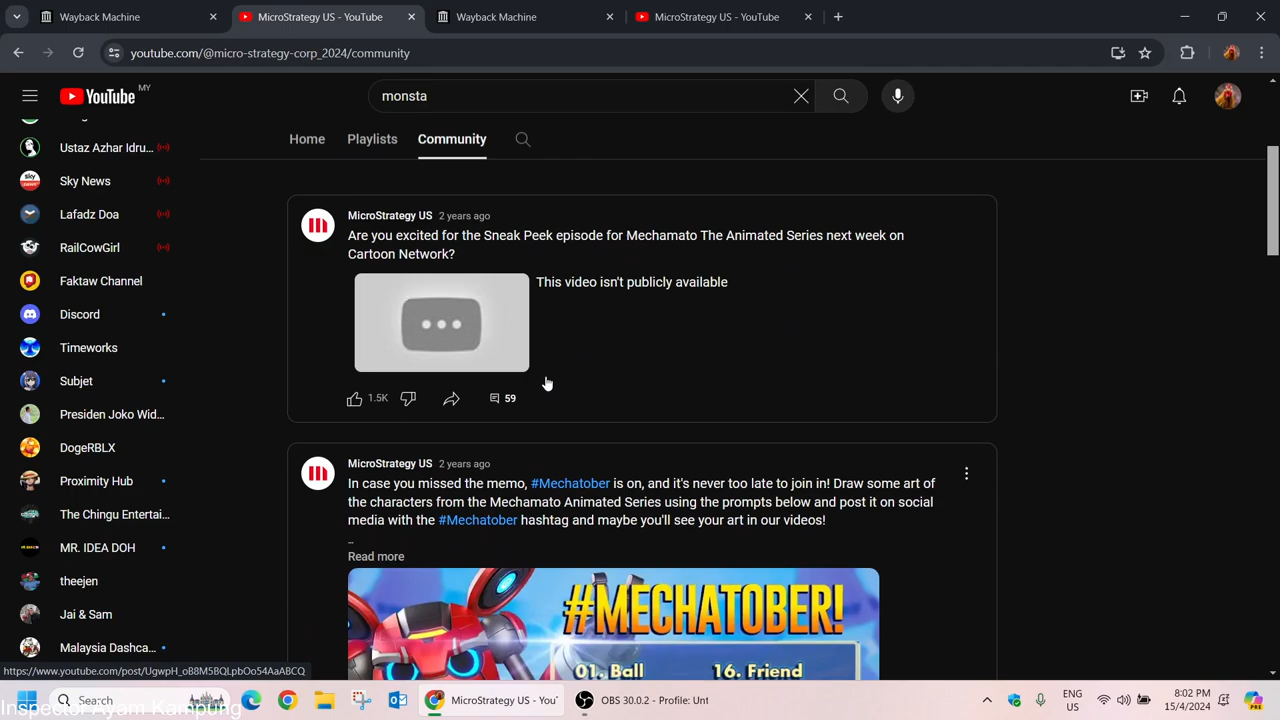 Wayback Machine
MicroStrategy US - YouTube
Wayback Machine
MicroStrategy US - YouTube
youtube.com/@micro-strategy-corp_2024/community
YouTube
MY
monsta
Home
Playlists
Community
Ustaz Azhar Idru...
Sky News
Lafadz Doa
RailCowGirl
Faktaw Channel
Discord
Timeworks
Subjet
Presiden Joko Wid...
DogeRBLX
Proximity Hub
The Chingu Entertai...
MR. IDEA DOH
theejen
Jai & Sam
Malaysia Dashca...
MicroStrategy US 2 years ago
Are you excited for the Sneak Peek episode for Mechamato The Animated Series next week on
Cartoon Network?
This video isn't publicly available
1.5K
59
MicroStrategy US 2 years ago
In case you missed the memo, #Mechatober is on, and it's never too late to join in! Draw some art of
the characters from the Mechamato Animated Series using the prompts below and post it on social
media with the #Mechatober hashtag and maybe you'll see your art in our videos!
Read more
#MECHATOBER!
01. Ball
16. Friend
Search
MicroStrategy US - You'
OBS 30.0.2 - Profile: Unt
ENG
US
8:02 PM
15/4/2024
PRE
Inspector Ayam Kampung